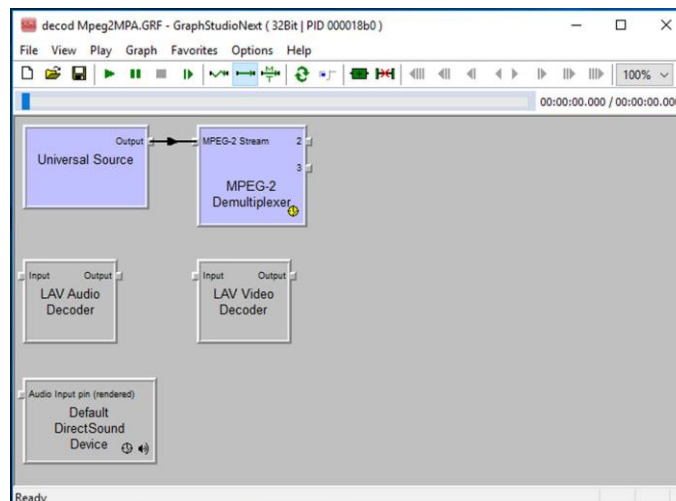 decod Mpeg2MPA.GRF - GraphStudioNext ( 32Bit | PID 000018b0 )
File View Play Graph Favorites Options Help
100%
00:00:00.000 / 00:00:00.000
Output
Universal Source
MPEG-2 Stream 2
3
MPEG-2
Demultiplexer
Input Output
LAV Audio
Decoder
Input Output
LAV Video
Decoder
Audio Input pin (rendered)
Default
DirectSound
Device
Ready